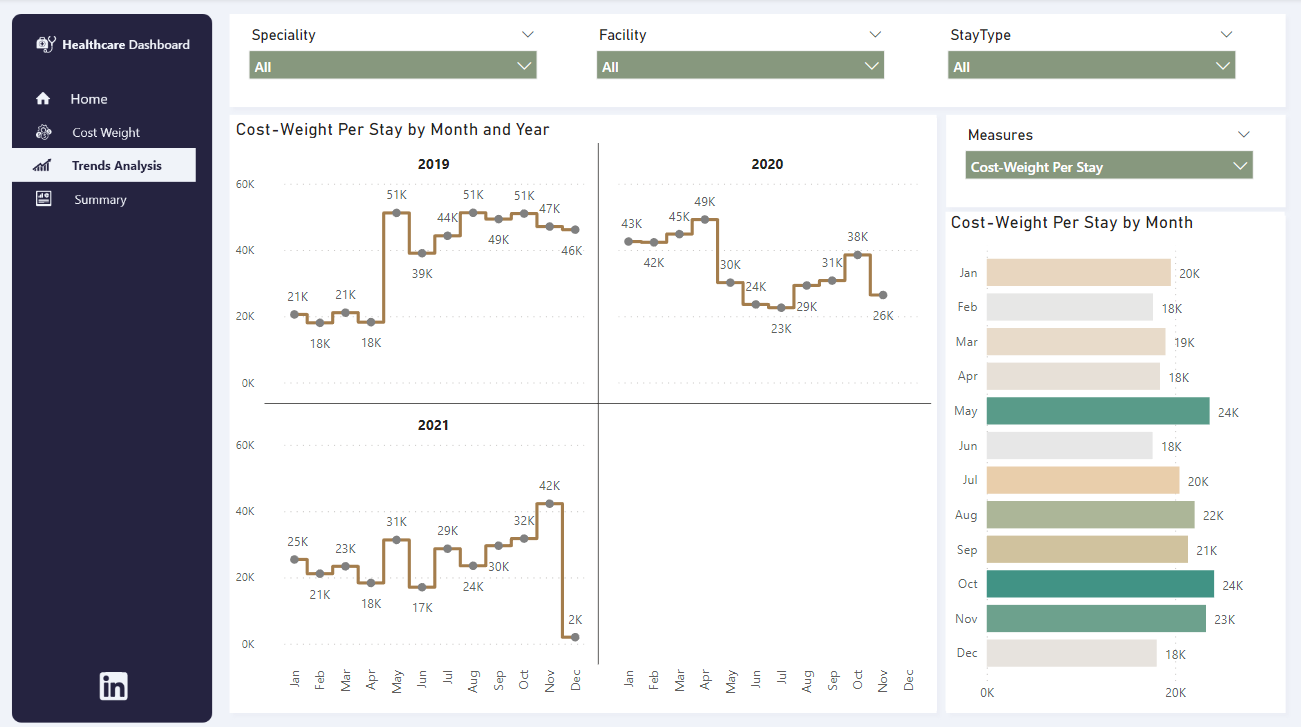 Healthcare Dashboard
Home
Cost Weight
Trends Analysis
Summary
in
Speciality
All
Facility
All
StayType
All
Cost-Weight Per Stay by Month and Year
2019
60K
40K
20K
0K
21K 18K 21K 18K 51K 39K 44K 51K 49K 51K 47K 46K
2020
43K 42K 45K 49K 30K 24K 23K 29K 31K 38K 26K
2021
60K
40K
20K
0K
25K 21K 23K 18K 31K 17K 29K 24K 30K 32K 42K 2K
Jan Feb Mar Apr May Jun Jul Aug Sep Oct Nov Dec
Jan Feb Mar Apr May Jun Jul Aug Sep Oct Nov Dec
Measures
Cost-Weight Per Stay
Cost-Weight Per Stay by Month
Jan 20K
Feb 18K
Mar 19K
Apr 18K
May 24K
Jun 18K
Jul 20K
Aug 22K
Sep 21K
Oct 24K
Nov 23K
Dec 18K
0K 20K